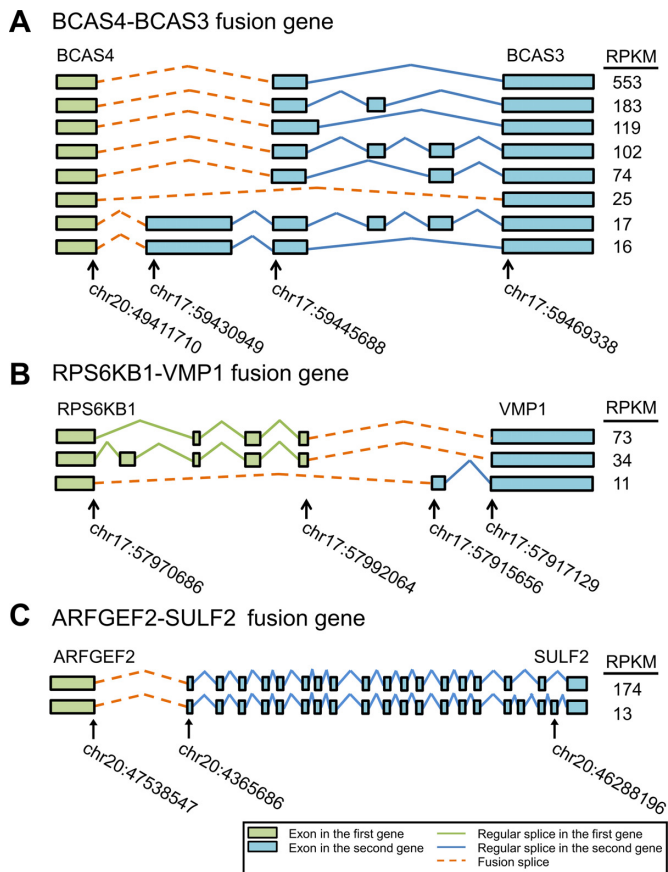 A BCAS4-BCAS3 fusion gene
BCAS4 BCAS3 RPKM
553
183
119
102
74
25
17
16
chr20:49411710
chr17:59430949
chr17:59445688
chr17:59469338
B RPS6KB1-VMP1 fusion gene
RPS6KB1 VMP1 RPKM
73
34
11
chr17:57970686
chr17:57992064
chr17:57915656
chr17:57917129
C ARFGEF2-SULF2 fusion gene
ARFGEF2 SULF2 RPKM
174
13
chr20:47538547
chr20:4365686
chr20:46288196
Exon in the first gene Regular splice in the first gene
Exon in the second gene Regular splice in the second gene
Fusion splice